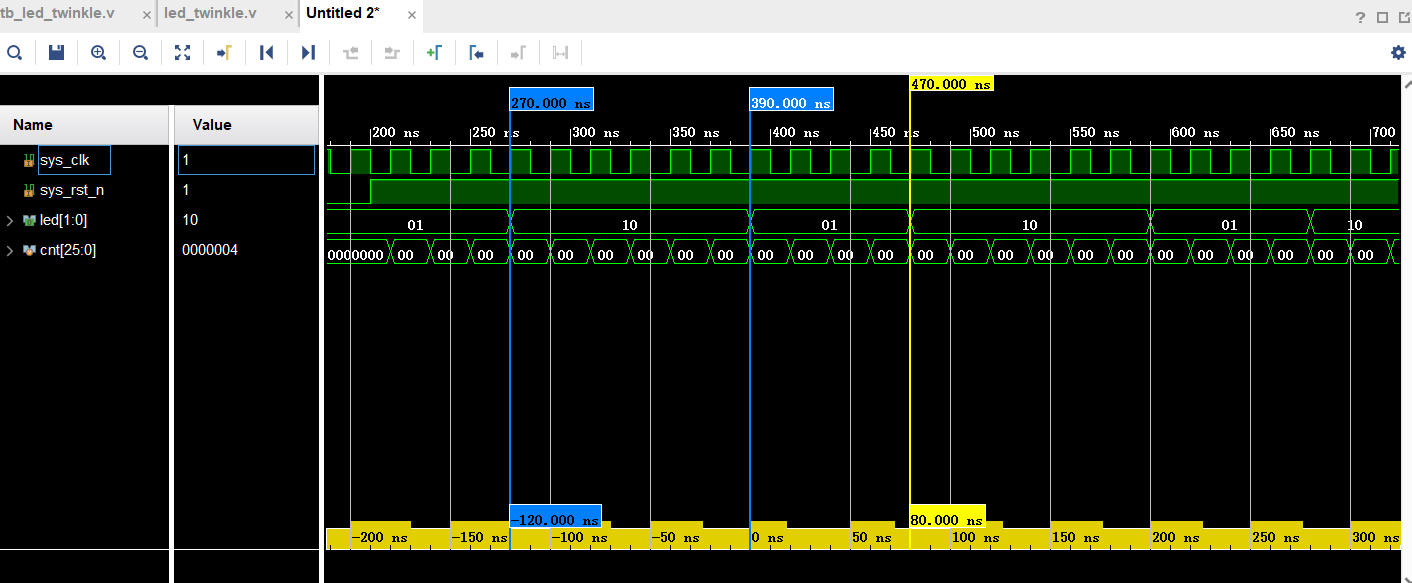 tb_led_twinkle.v × led_twinkle.v × Untitled 2* × ?
270.000 ns 390.000 ns 470.000 ns
Name Value
200 ns 250 ns 300 ns 350 ns 400 ns 450 ns 500 ns 550 ns 600 ns 650 ns 700
sys_clk 1
sys_rst_n 1
led[1:0] 10 01 10 01 10 01 10
cnt[25:0] 0000004 0000000 00 00 00 00 00 00 00 00 00 00 00 00 00 00 00 00 00 00 00 00 00 00 00 00 00
-120.000 ns 80.000 ns
-200 ns -150 ns -100 ns -50 ns 0 ns 50 ns 100 ns 150 ns 200 ns 250 ns 300 ns